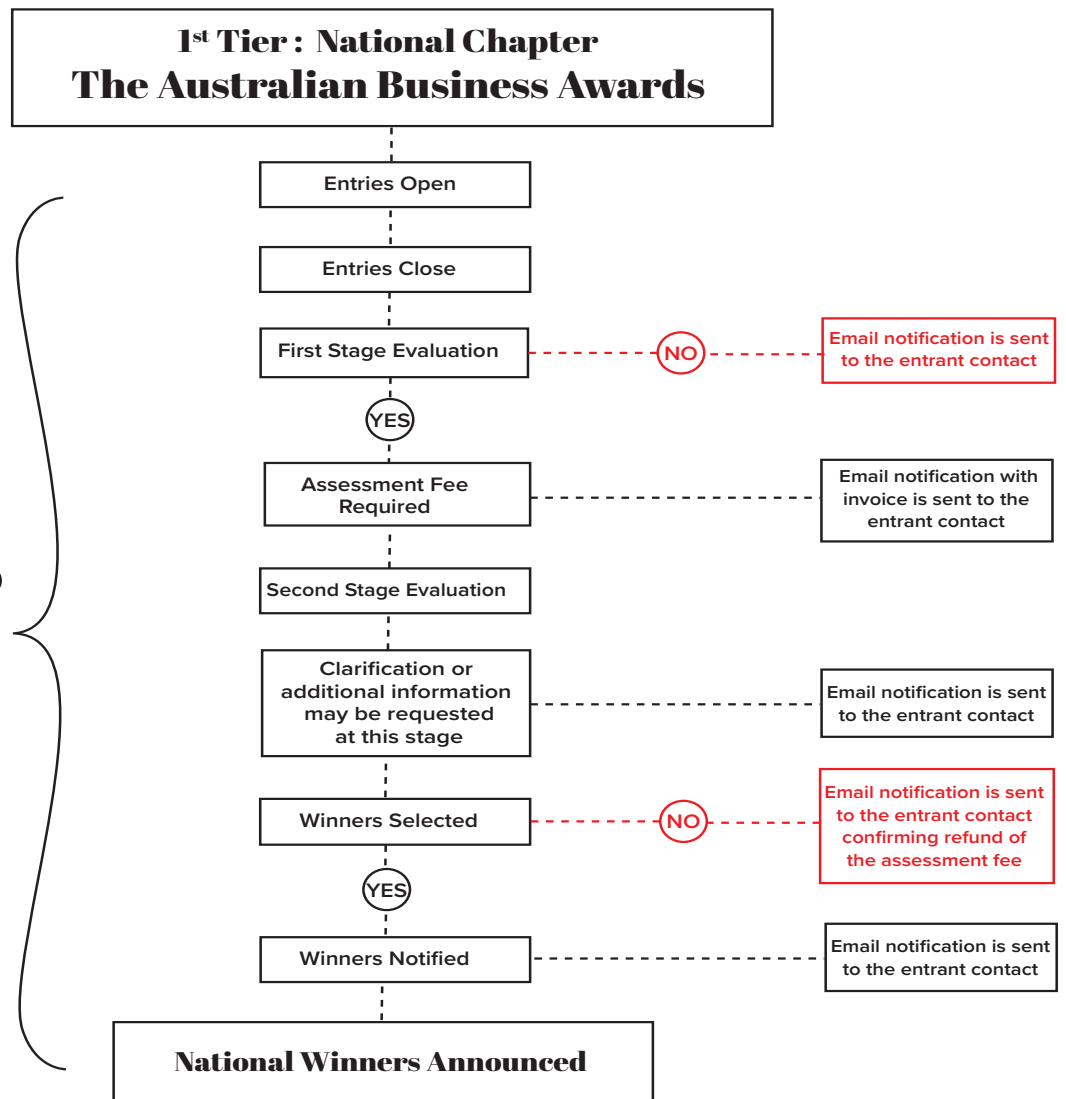 1st Tier : National Chapter
The Australian Business Awards
Entries Open
Entries Close
First Stage Evaluation
NO
Email notification is sent
to the entrant contact
YES
Assessment Fee
Required
Email notification with
invoice is sent to the
entrant contact
Second Stage Evaluation
Clarification or
additional information
may be requested
at this stage
Email notification is sent
to the entrant contact
Winners Selected
NO
Email notification is sent
to the entrant contact
confirming refund of
the assessment fee
YES
Winners Notified
Email notification is sent
to the entrant contact
National Winners Announced